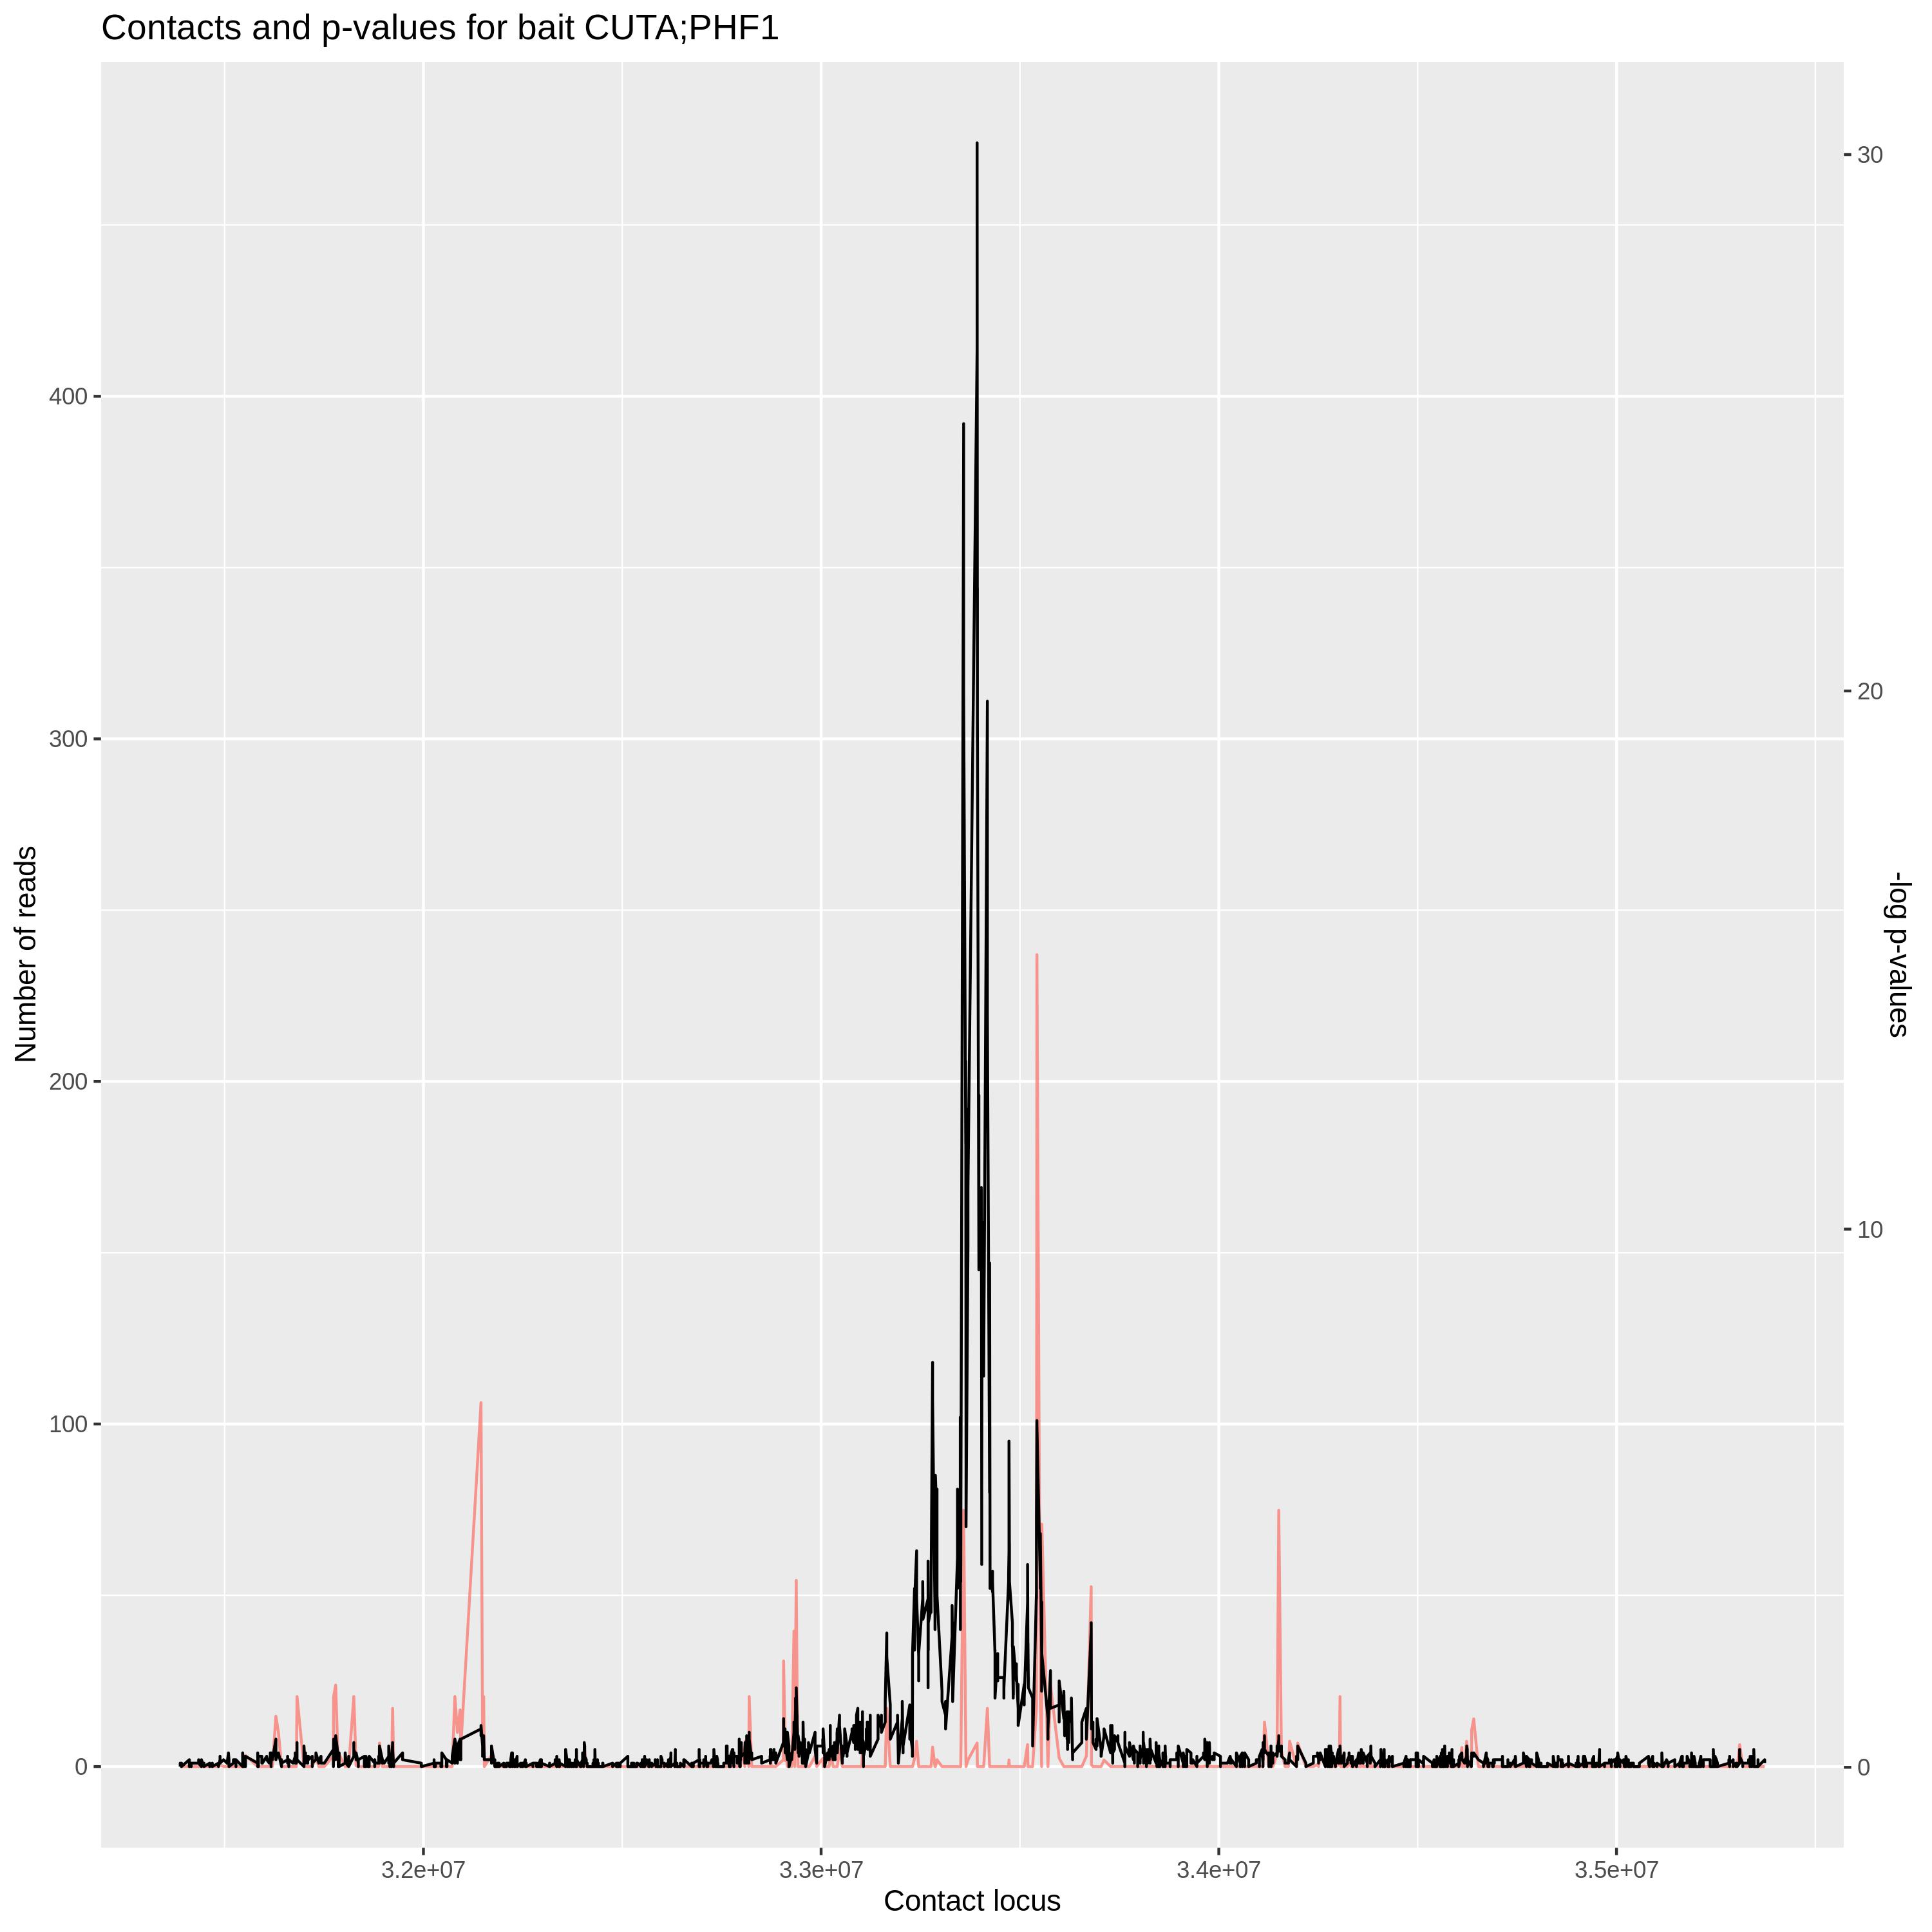 Contacts and p-values for bait CUTA;PHF1
30
400
20
300
Number of reads
-log p-values
200
10
100
0
0
3.2e+07
3.3e+07
3.4e+07
3.5e+07
Contact locus